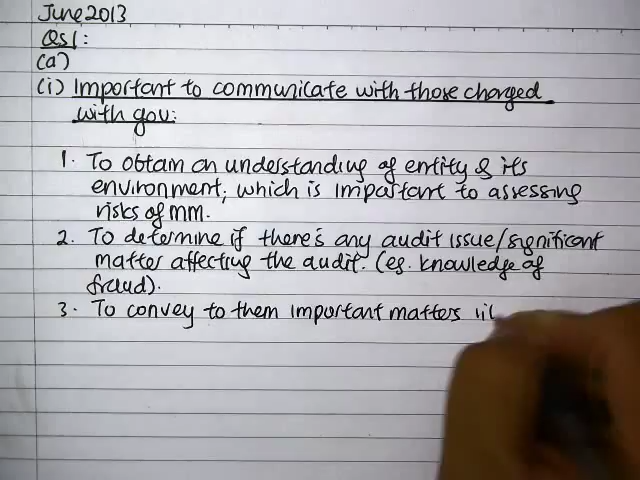 June 2013
Qs1:
(a)
(i) Important to communicate with those charged
with gov:
1. To obtain an understanding of entity & its
environment, which is important to assessing
risks of MM.
2. To determine if there's any audit issue/significant
matter affecting the audit. (eg. knowledge of
fraud).
3. To convey to them important matters